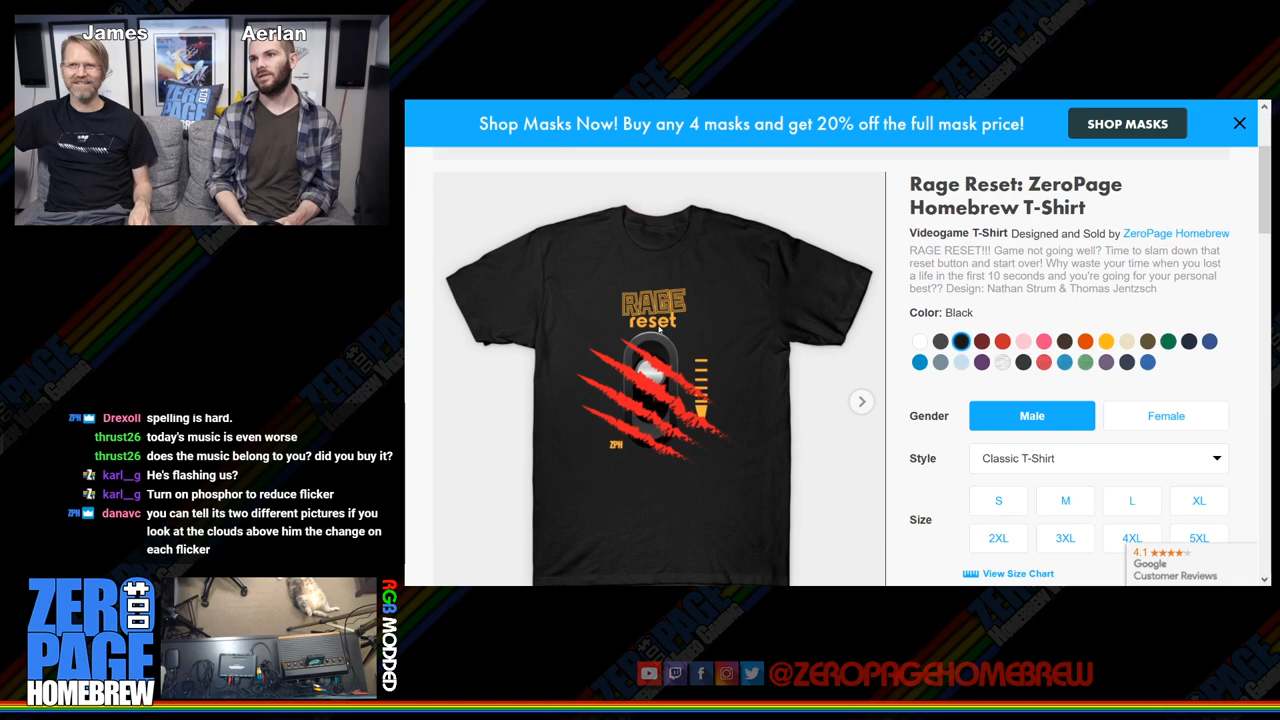 James
Aerlan
ZERO
PAGE
Shop Masks Now! Buy any 4 masks and get 20% off the full mask price!
SHOP MASKS
Rage Reset: ZeroPage
Homebrew T-Shirt
Videogame T-Shirt Designed and Sold by ZeroPage Homebrew
RAGE RESET!!! Game not going well? Time to slam down that
reset button and start over! Why waste your time when you lost
a life in the first 10 seconds and you're going for your personal
best?? Design: Nathan Strum & Thomas Jentzsch
Color: Black
RAGE
reset
ZPH
Gender
Male
Female
Style
Classic T-Shirt
Size
S
M
L
XL
2XL
3XL
4XL
5XL
View Size Chart
4.1
Google
Customer Reviews
ZPH Drexoll spelling is hard.
thrust26 today's music is even worse
thrust26 does the music belong to you? did you buy it?
karl__g He's flashing us?
karl__g Turn on phosphor to reduce flicker
ZPH danavc you can tell its two different pictures if you
look at the clouds above him the change on
each flicker
ZERO
PAGE
HOMEBREW
RGB MODDED
@ZEROPAGEHOMEBREW